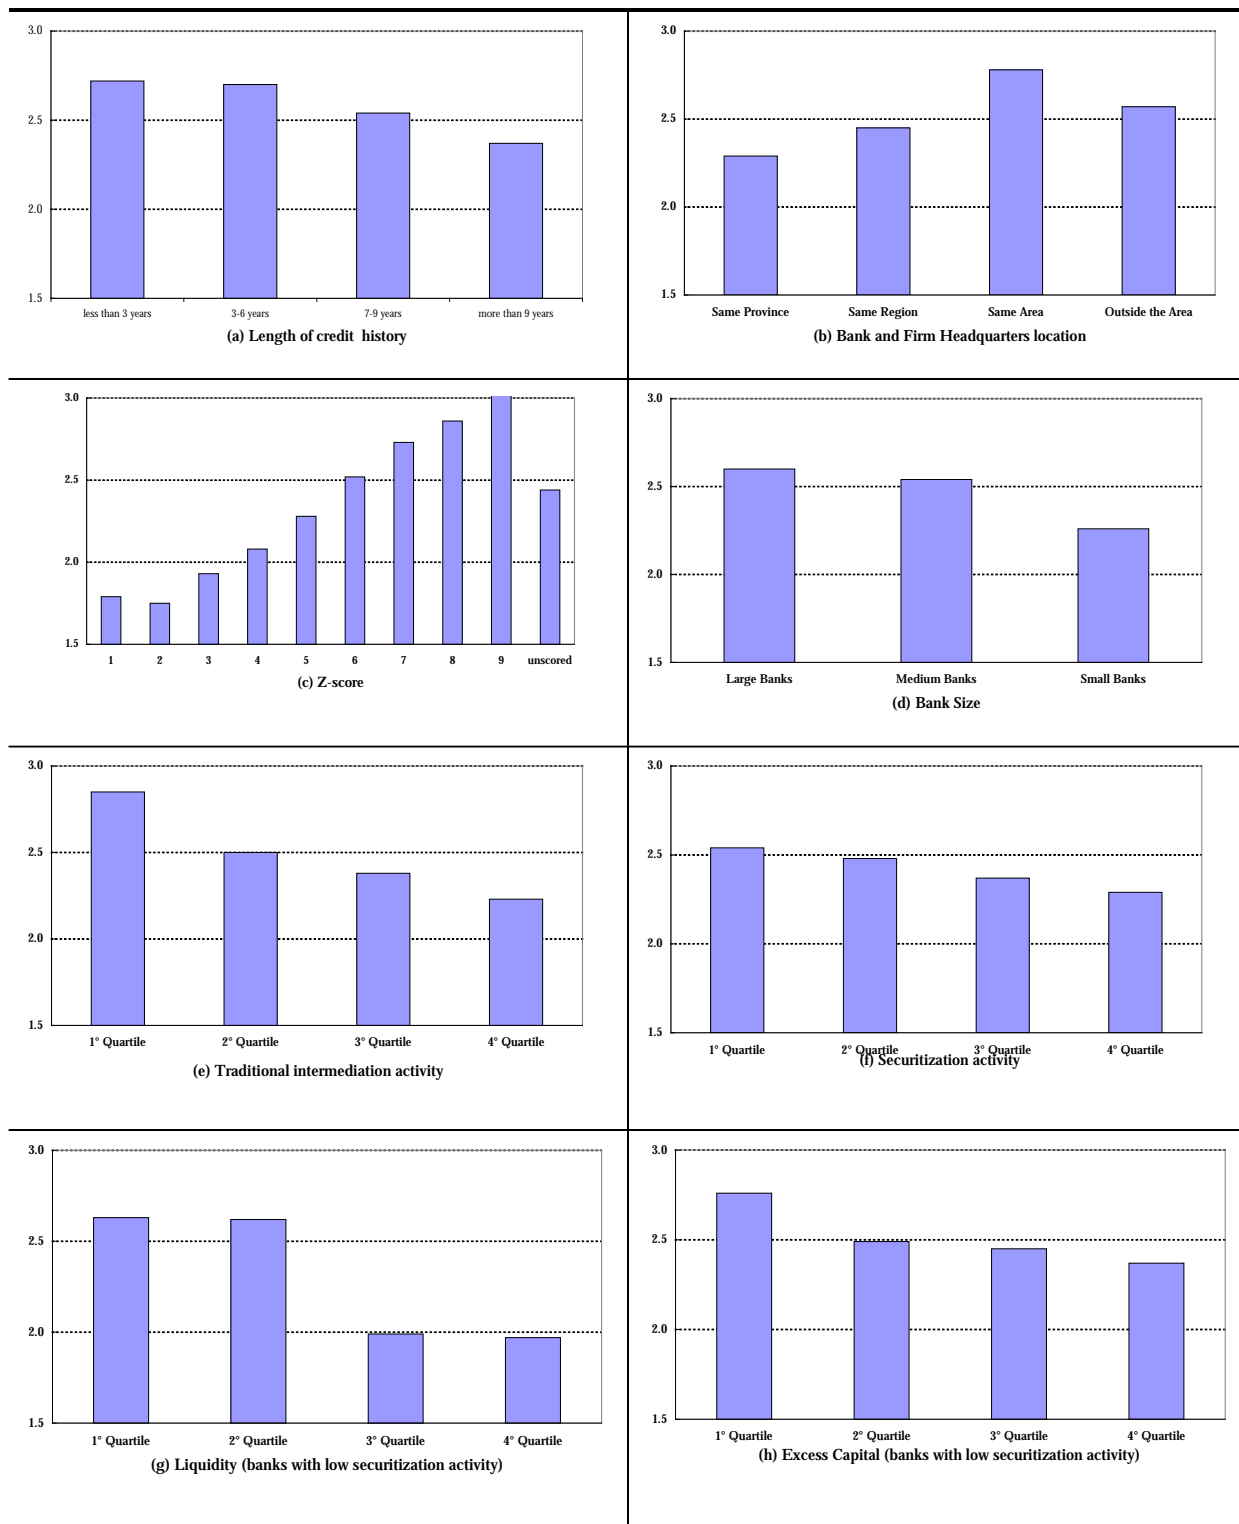 3.0
2.5
2.0
1.5
less than 3 years 3-6 years 7-9 years more than 9 years
(a) Length of credit history
3.0
2.5
2.0
1.5
Same Province Same Region Same Area Outside the Area
(b) Bank and Firm Headquarters location
3.0
2.5
2.0
1.5
1 2 3 4 5 6 7 8 9 unscored
(c) Z-score
3.0
2.5
2.0
1.5
Large Banks Medium Banks Small Banks
(d) Bank Size
3.0
2.5
2.0
1.5
1° Quartile 2° Quartile 3° Quartile 4° Quartile
(e) Traditional intermediation activity
3.0
2.5
2.0
1.5
1° Quartile 2° Quartile 3° Quartile 4° Quartile
(f) Securitization activity
3.0
2.5
2.0
1.5
1° Quartile 2° Quartile 3° Quartile 4° Quartile
(g) Liquidity (banks with low securitization activity)
3.0
2.5
2.0
1.5
1° Quartile 2° Quartile 3° Quartile 4° Quartile
(h) Excess Capital (banks with low securitization activity)